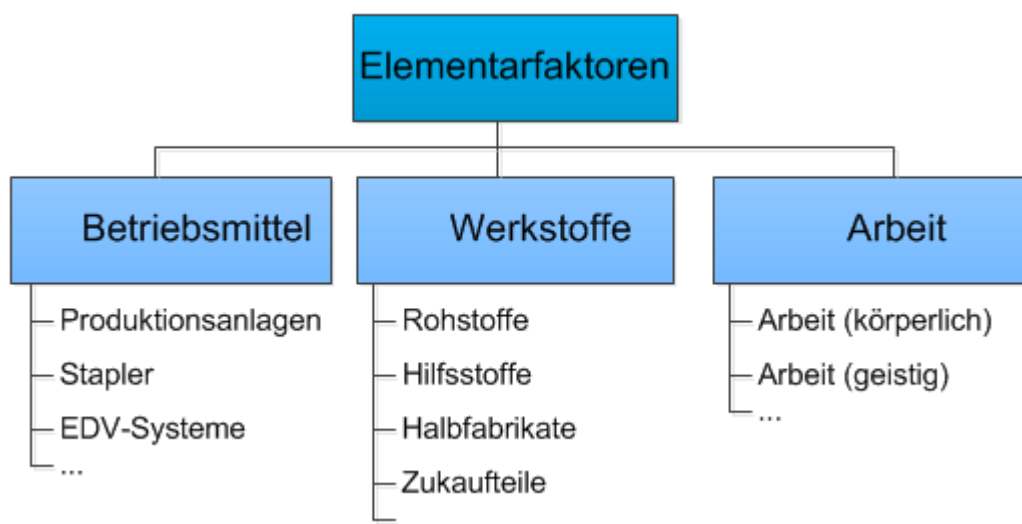 Elementarfaktoren
Betriebsmittel
Produktionsanlagen
Stapler
EDV-Systeme
...
Werkstoffe
Rohstoffe
Hilfsstoffe
Halbfabrikate
Zukaufteile
Arbeit
Arbeit (körperlich)
Arbeit (geistig)
...